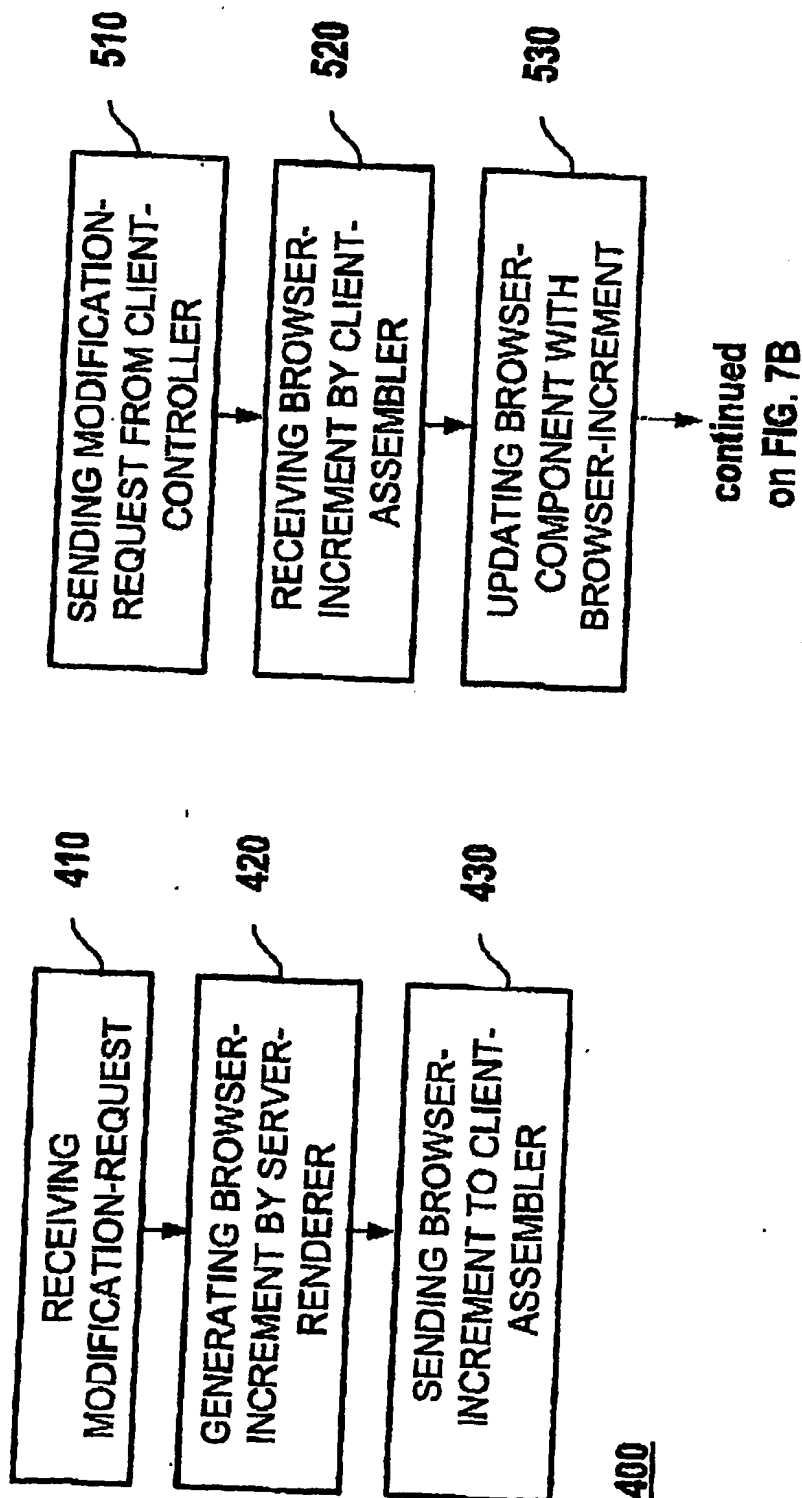 RECEIVING
MODIFICATION-REQUEST
410
GENERATING BROWSER-
INCREMENT BY SERVER-
RENDERER
420
SENDING BROWSER-
INCREMENT TO CLIENT-
ASSEMBLER
430
400
SENDING MODIFICATION-
REQUEST FROM CLIENT-
CONTROLLER
510
RECEIVING BROWSER-
INCREMENT BY CLIENT-
ASSEMBLER
520
UPDATING BROWSER-
COMPONENT WITH
BROWSER-INCREMENT
530
continued
on FIG. 7B